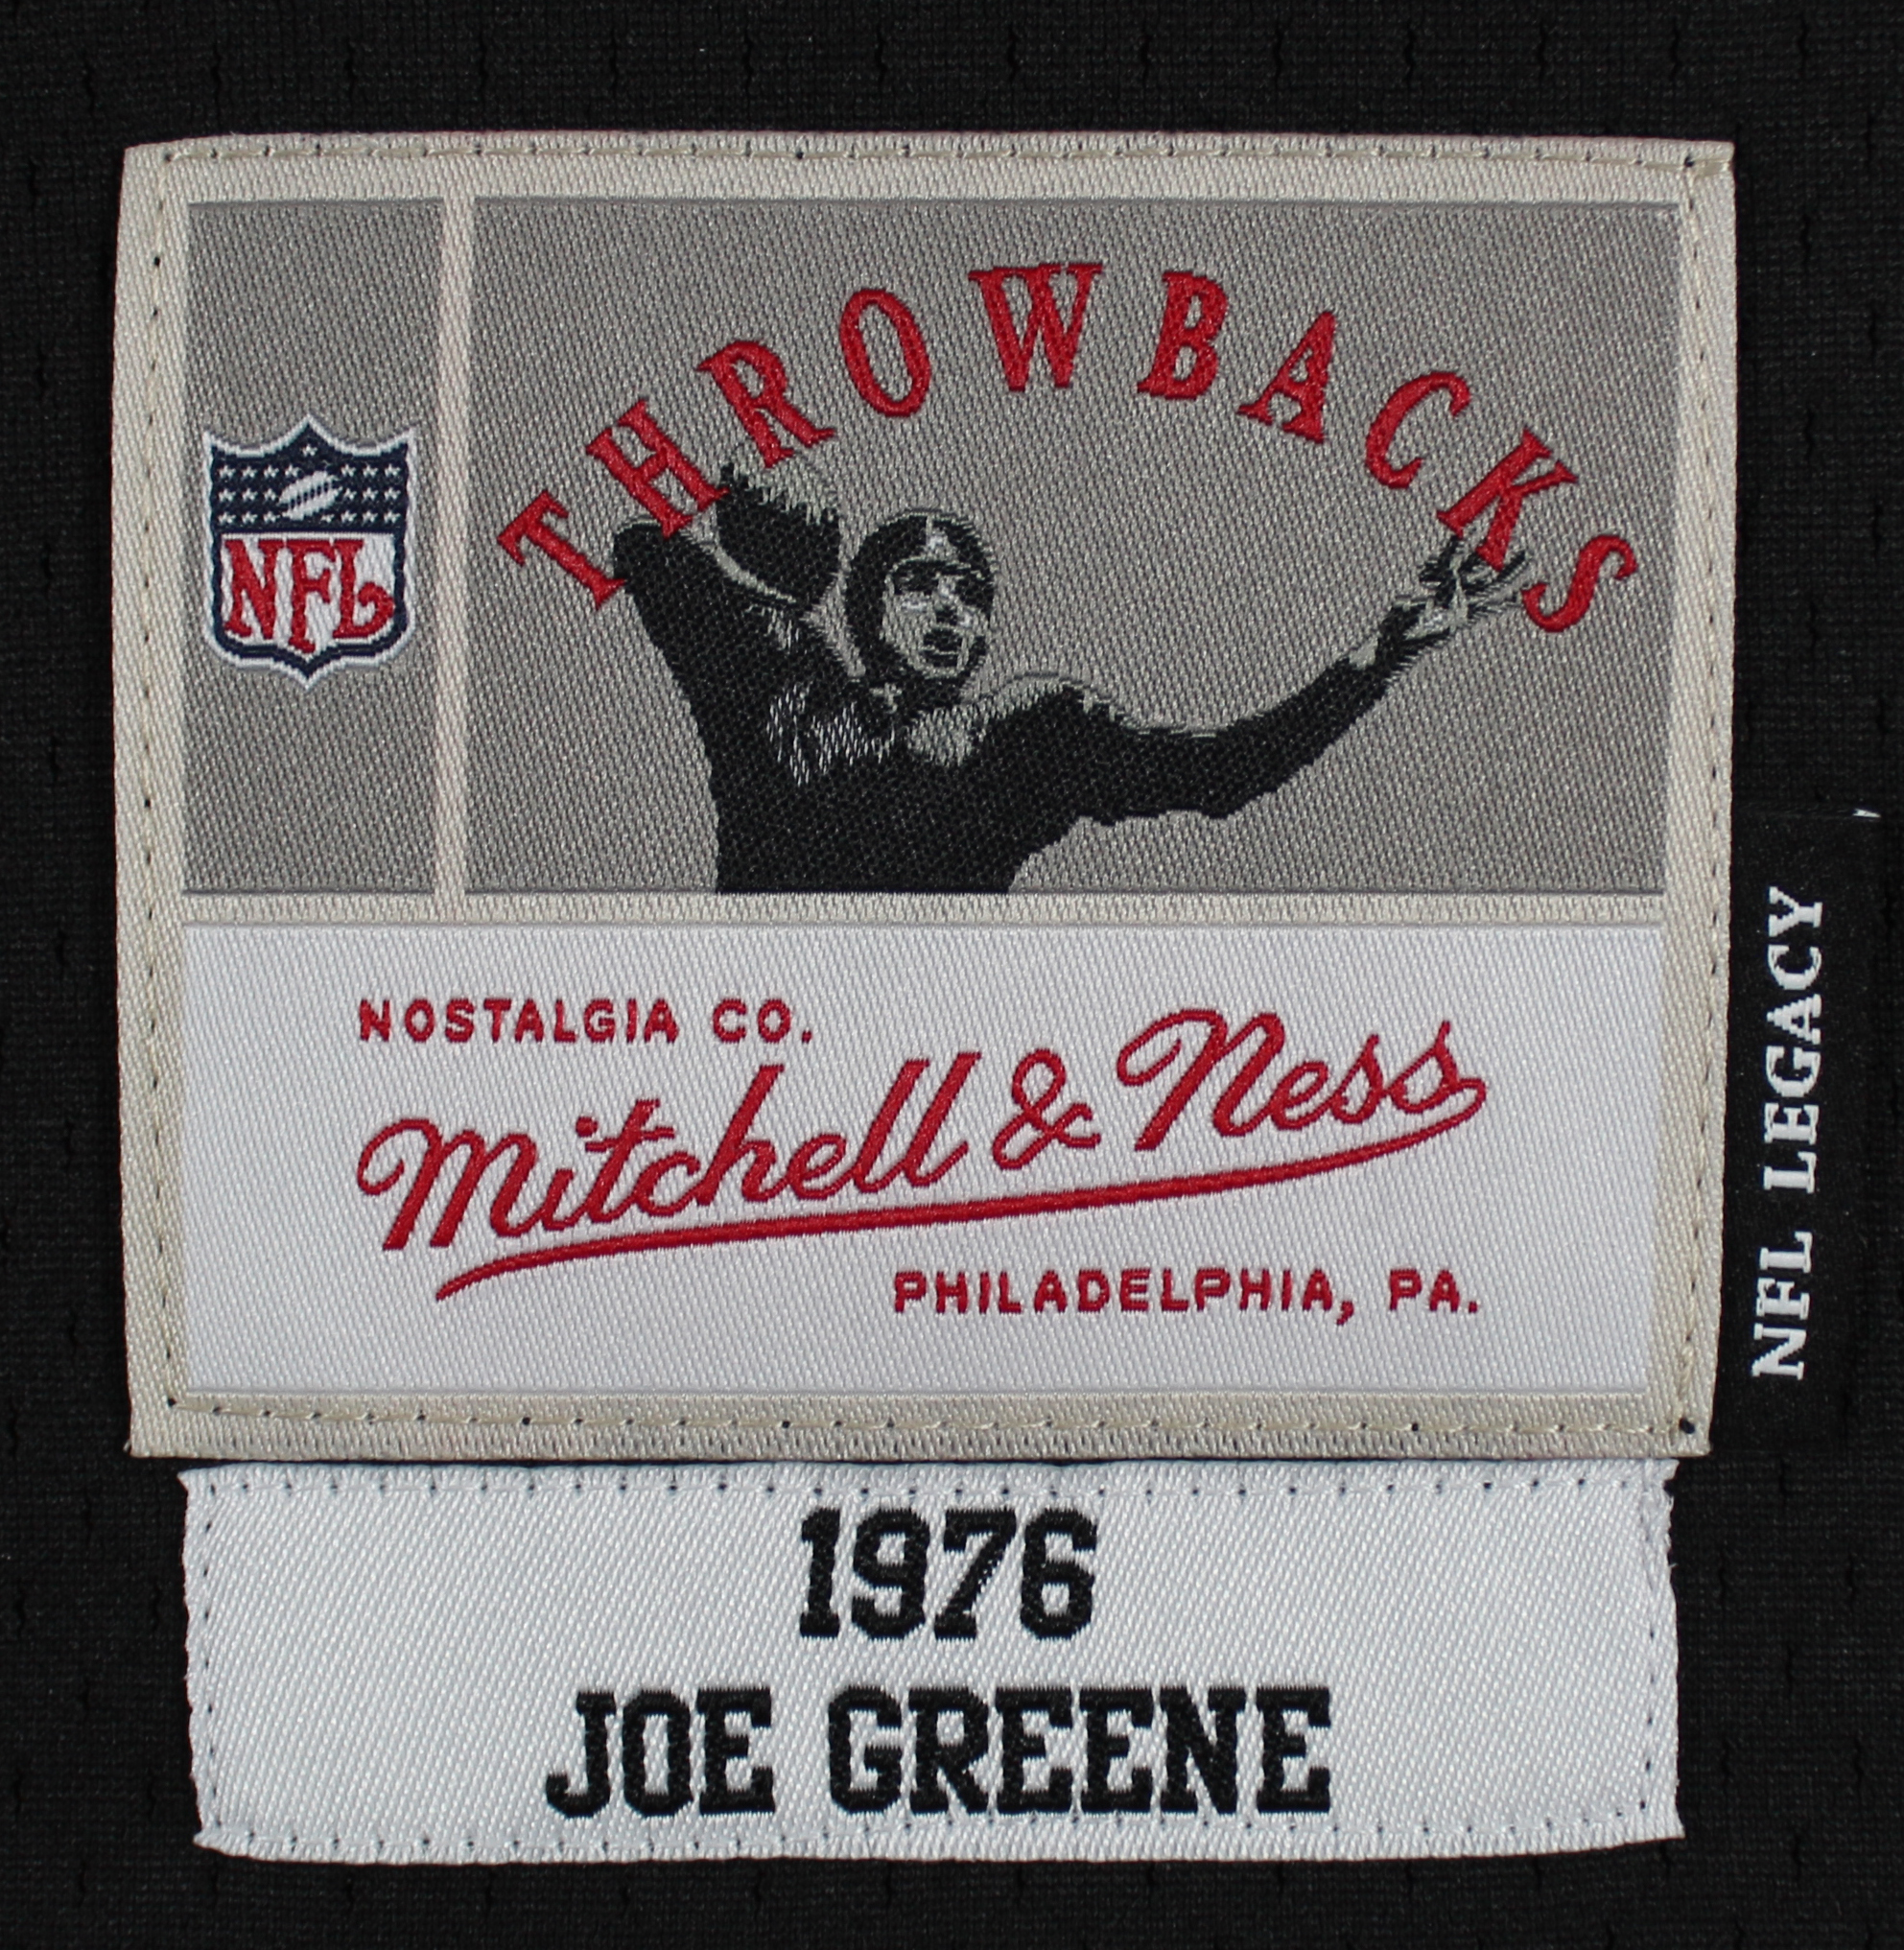 THROWBACKS
NFL
NOSTALGIA CO.
Mitchell & Ness
PHILADELPHIA, PA.
NFL LEGACY
1976
JOE GREENE